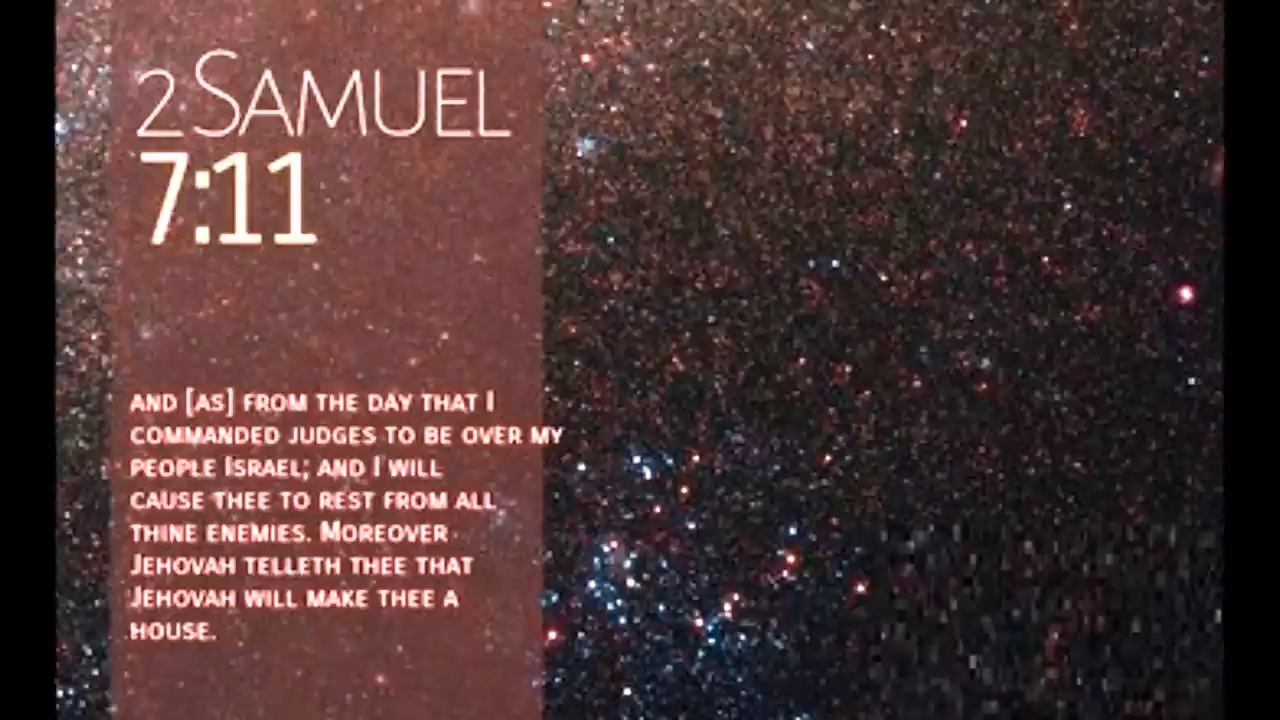 2 Samuel
7:11
and [as] from the day that I
commanded judges to be over my
people Israel; and I will
cause thee to rest from all
thine enemies. Moreover
Jehovah telleth thee that
Jehovah will make thee a
house.